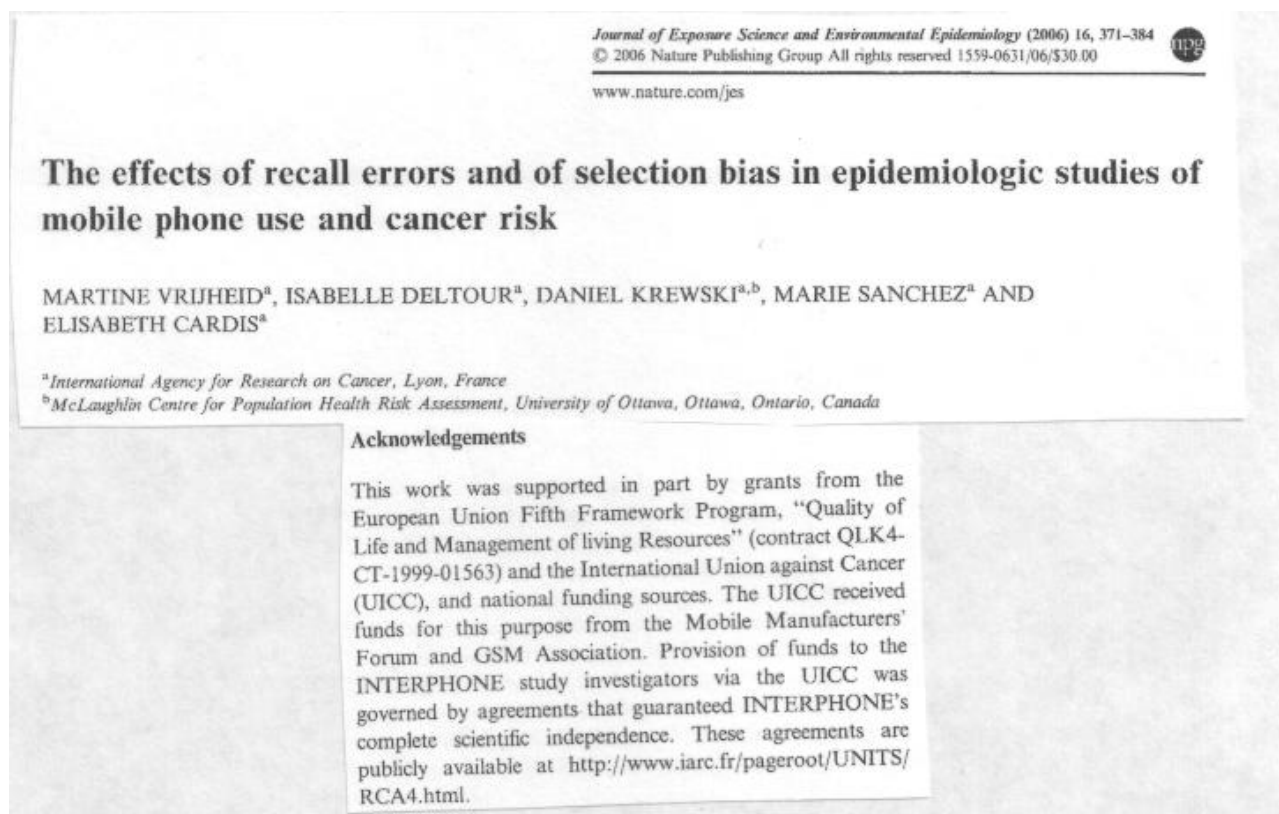 Journal of Exposure Science and Environmental Epidemiology (2006) 16, 371–384
© 2006 Nature Publishing Group All rights reserved 1559-0631/06/$30.00
npg
www.nature.com/jes
The effects of recall errors and of selection bias in epidemiologic studies of
mobile phone use and cancer risk
MARTINE VRIJHEIDᵃ, ISABELLE DELTOURᵃ, DANIEL KREWSKIᵃ,ᵇ, MARIE SANCHEZᵃ AND
ELISABETH CARDISᵃ
ᵃInternational Agency for Research on Cancer, Lyon, France
ᵇMcLaughlin Centre for Population Health Risk Assessment, University of Ottawa, Ottawa, Ontario, Canada
Acknowledgements
This work was supported in part by grants from the
European Union Fifth Framework Program, “Quality of
Life and Management of living Resources” (contract QLK4-
CT-1999-01563) and the International Union against Cancer
(UICC), and national funding sources. The UICC received
funds for this purpose from the Mobile Manufacturers’
Forum and GSM Association. Provision of funds to the
INTERPHONE study investigators via the UICC was
governed by agreements that guaranteed INTERPHONE’s
complete scientific independence. These agreements are
publicly available at http://www.iarc.fr/pageroot/UNITS/
RCA4.html.